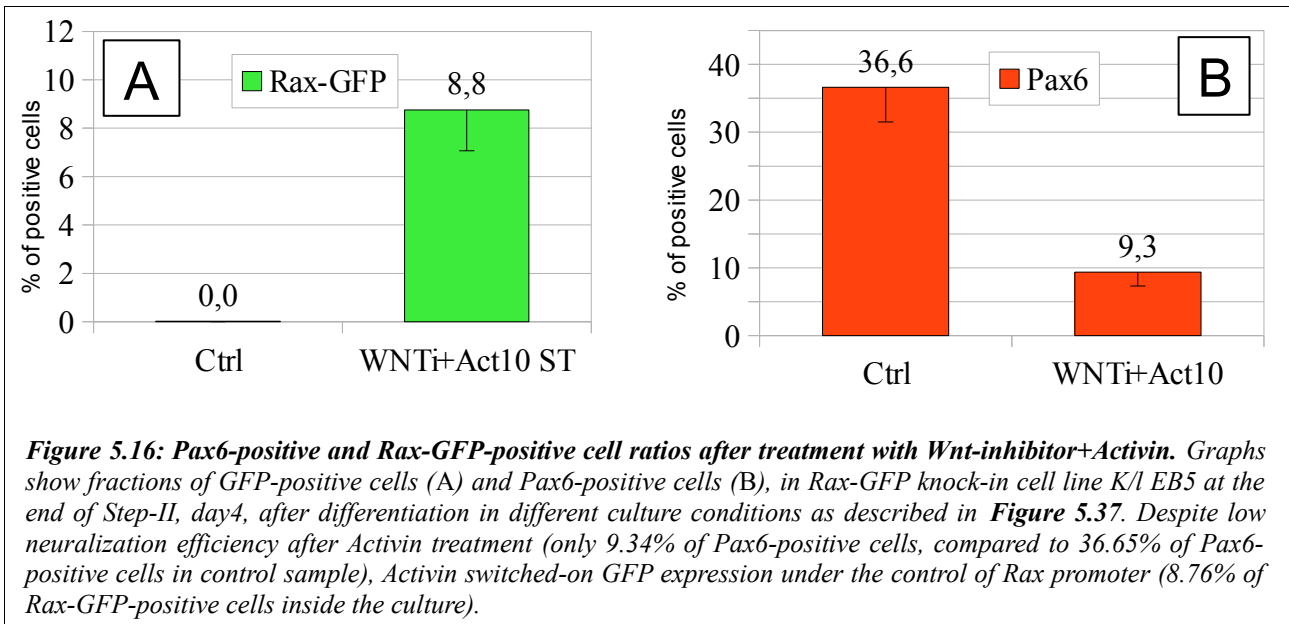 12
10
8
6
4
2
0
% of positive cells
A
Rax-GFP
8,8
0,0
Ctrl
WNTi+Act10 ST
40
30
20
10
0
% of positive cells
36,6
Pax6
B
9,3
Ctrl
WNTi+Act10
Figure 5.16: Pax6-positive and Rax-GFP-positive cell ratios after treatment with Wnt-inhibitor+Activin. Graphs
show fractions of GFP-positive cells (A) and Pax6-positive cells (B), in Rax-GFP knock-in cell line K/l EB5 at the
end of Step-II, day4, after differentiation in different culture conditions as described in Figure 5.37. Despite low
neuralization efficiency after Activin treatment (only 9.34% of Pax6-positive cells, compared to 36.65% of Pax6-
positive cells in control sample), Activin switched-on GFP expression under the control of Rax promoter (8.76% of
Rax-GFP-positive cells inside the culture).